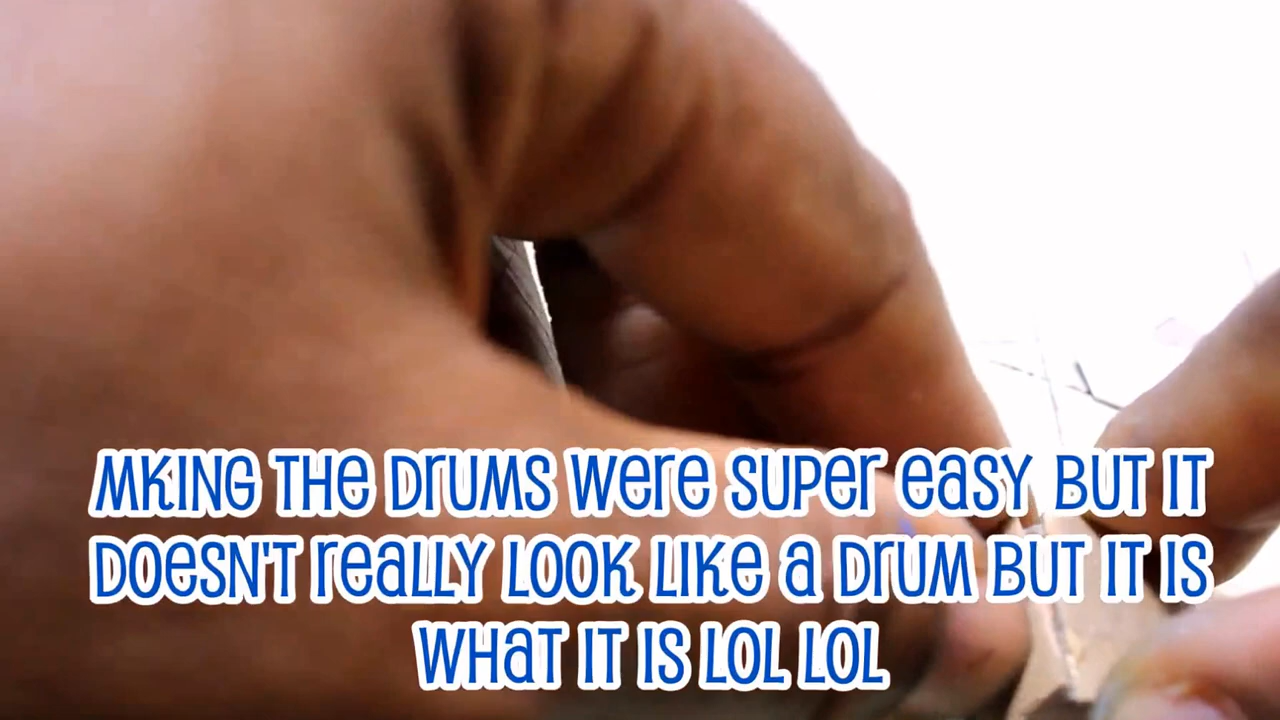 MKING THE DRUMS WERE SUPER EASY BUT IT
DOESN'T REALLY LOOK LIKE A DRUM BUT IT IS
WHAT IT IS LOL LOL